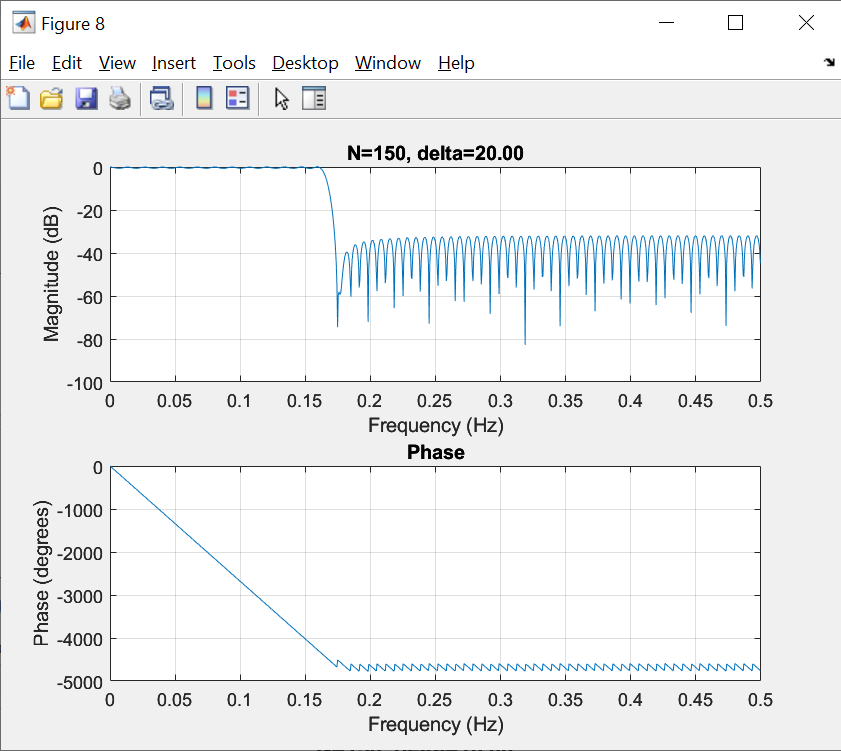 Figure 8
File Edit View Insert Tools Desktop Window Help
N=150, delta=20.00
0
-20
-40
-60
-80
-100
Magnitude (dB)
0 0.05 0.1 0.15 0.2 0.25 0.3 0.35 0.4 0.45 0.5
Frequency (Hz)
Phase
0
-1000
-2000
-3000
-4000
-5000
Phase (degrees)
0 0.05 0.1 0.15 0.2 0.25 0.3 0.35 0.4 0.45 0.5
Frequency (Hz)